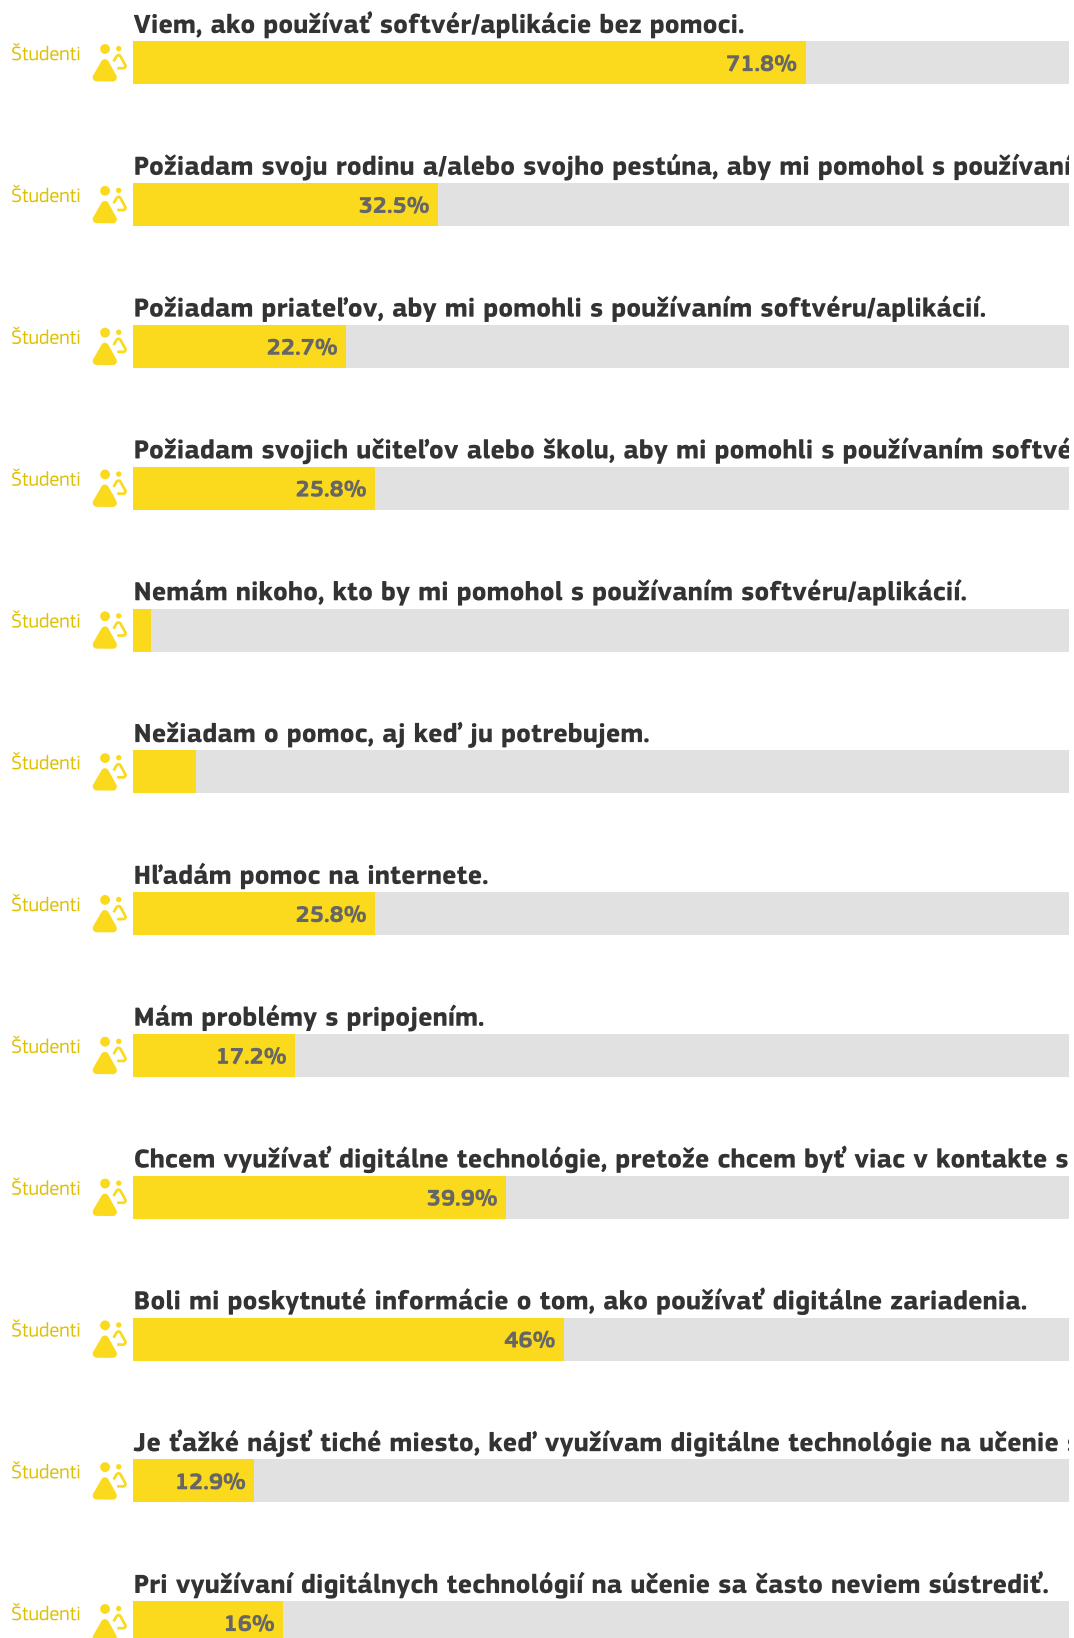 Viem, ako používať softvér/aplikácie bez pomoci.
Študenti
71.8%
Požiadam svoju rodinu a/alebo svojho pestúna, aby mi pomohol s
Študenti
32.5%
Požiadam priateľov, aby mi pomohli s používaním softvéru/aplikácií.
Študenti
22.7%
Požiadam svojich učiteľov alebo školu, aby mi pomohli s používaním
Študenti
25.8%
Nemám nikoho, kto by mi pomohol s používaním softvéru/aplikácií.
Študenti
Nežiadam o pomoc, aj keď ju potrebujem.
Študenti
Hľadám pomoc na internete.
Študenti
25.8%
Mám problémy s pripojením.
Študenti
17.2%
Chcem využívať digitálne technológie, pretože chcem byť viac v kontakte s
Študenti
39.9%
Boli mi poskytnuté informácie o tom, ako používať digitálne zariadenia.
Študenti
46%
Je ťažké nájsť tiché miesto, keď využívam digitálne technológie na učenie
Študenti
12.9%
Pri využívaní digitálnych technológií na učenie sa často neviem sústrediť.
Študenti
16%